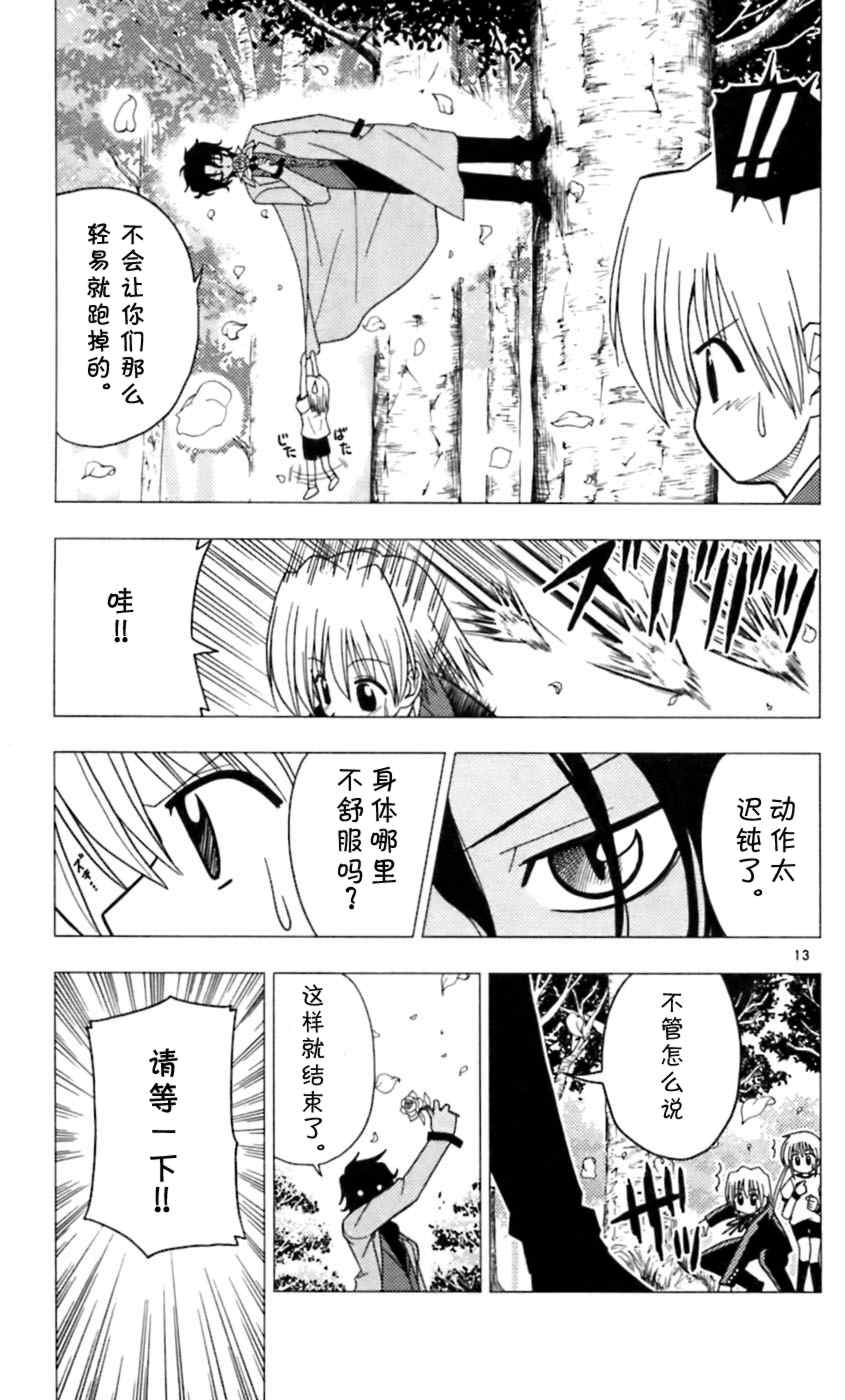 !!
不会让你们那么
轻易就跑掉的。
じた
ばた
哇!!
动作太
迟钝了。
身体哪里
不舒服吗？
ズキ…
13
不管怎么说
这样就结束了。
请等一下!!